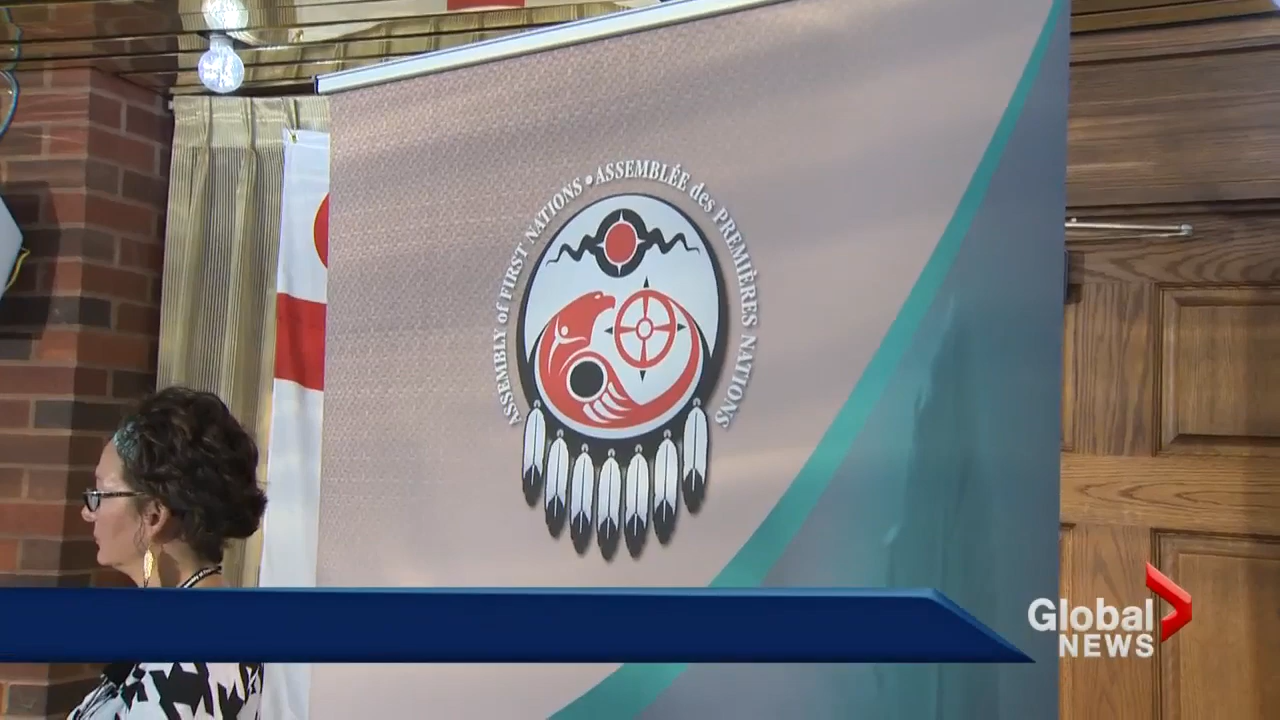 ASSEMBLY of FIRST NATIONS • ASSEMBLÉE des PREMIÈRES NATIONS
Global
NEWS